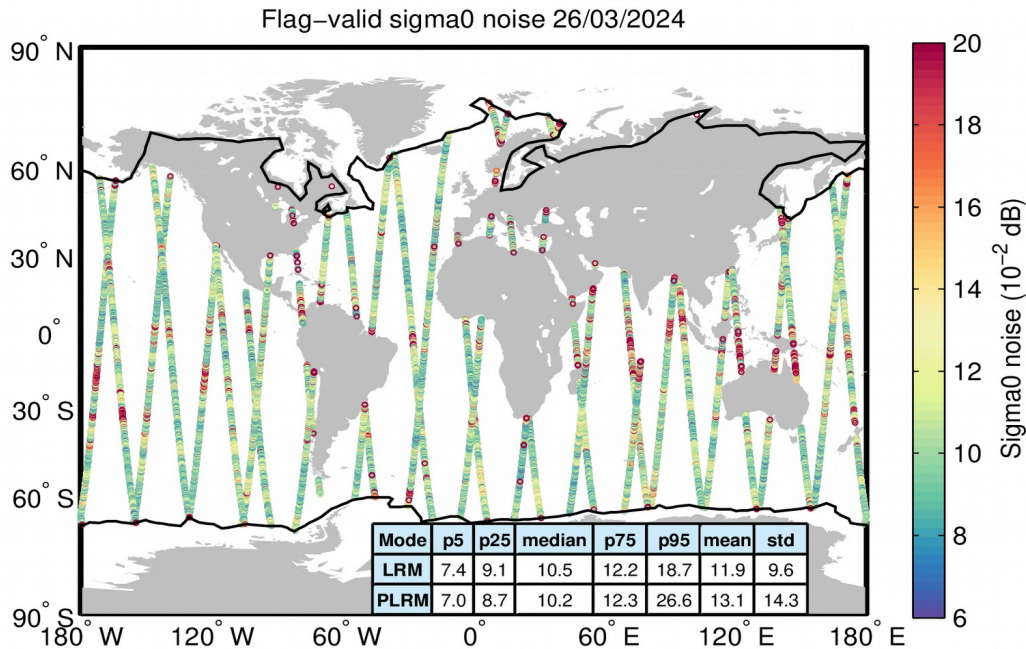 Flag−valid sigma0 noise 26/03/2024
90° N
60° N
30° N
0°
30° S
60° S
90° S
180° W
120° W
60° W
0°
60° E
120° E
180° E
Mode p5 p25 median p75 p95 mean std
LRM 7.4 9.1 10.5 12.2 18.7 11.9 9.6
PLRM 7.0 8.7 10.2 12.3 26.6 13.1 14.3
20
18
16
14
12
10
8
6
Sigma0 noise (10⁻² dB)